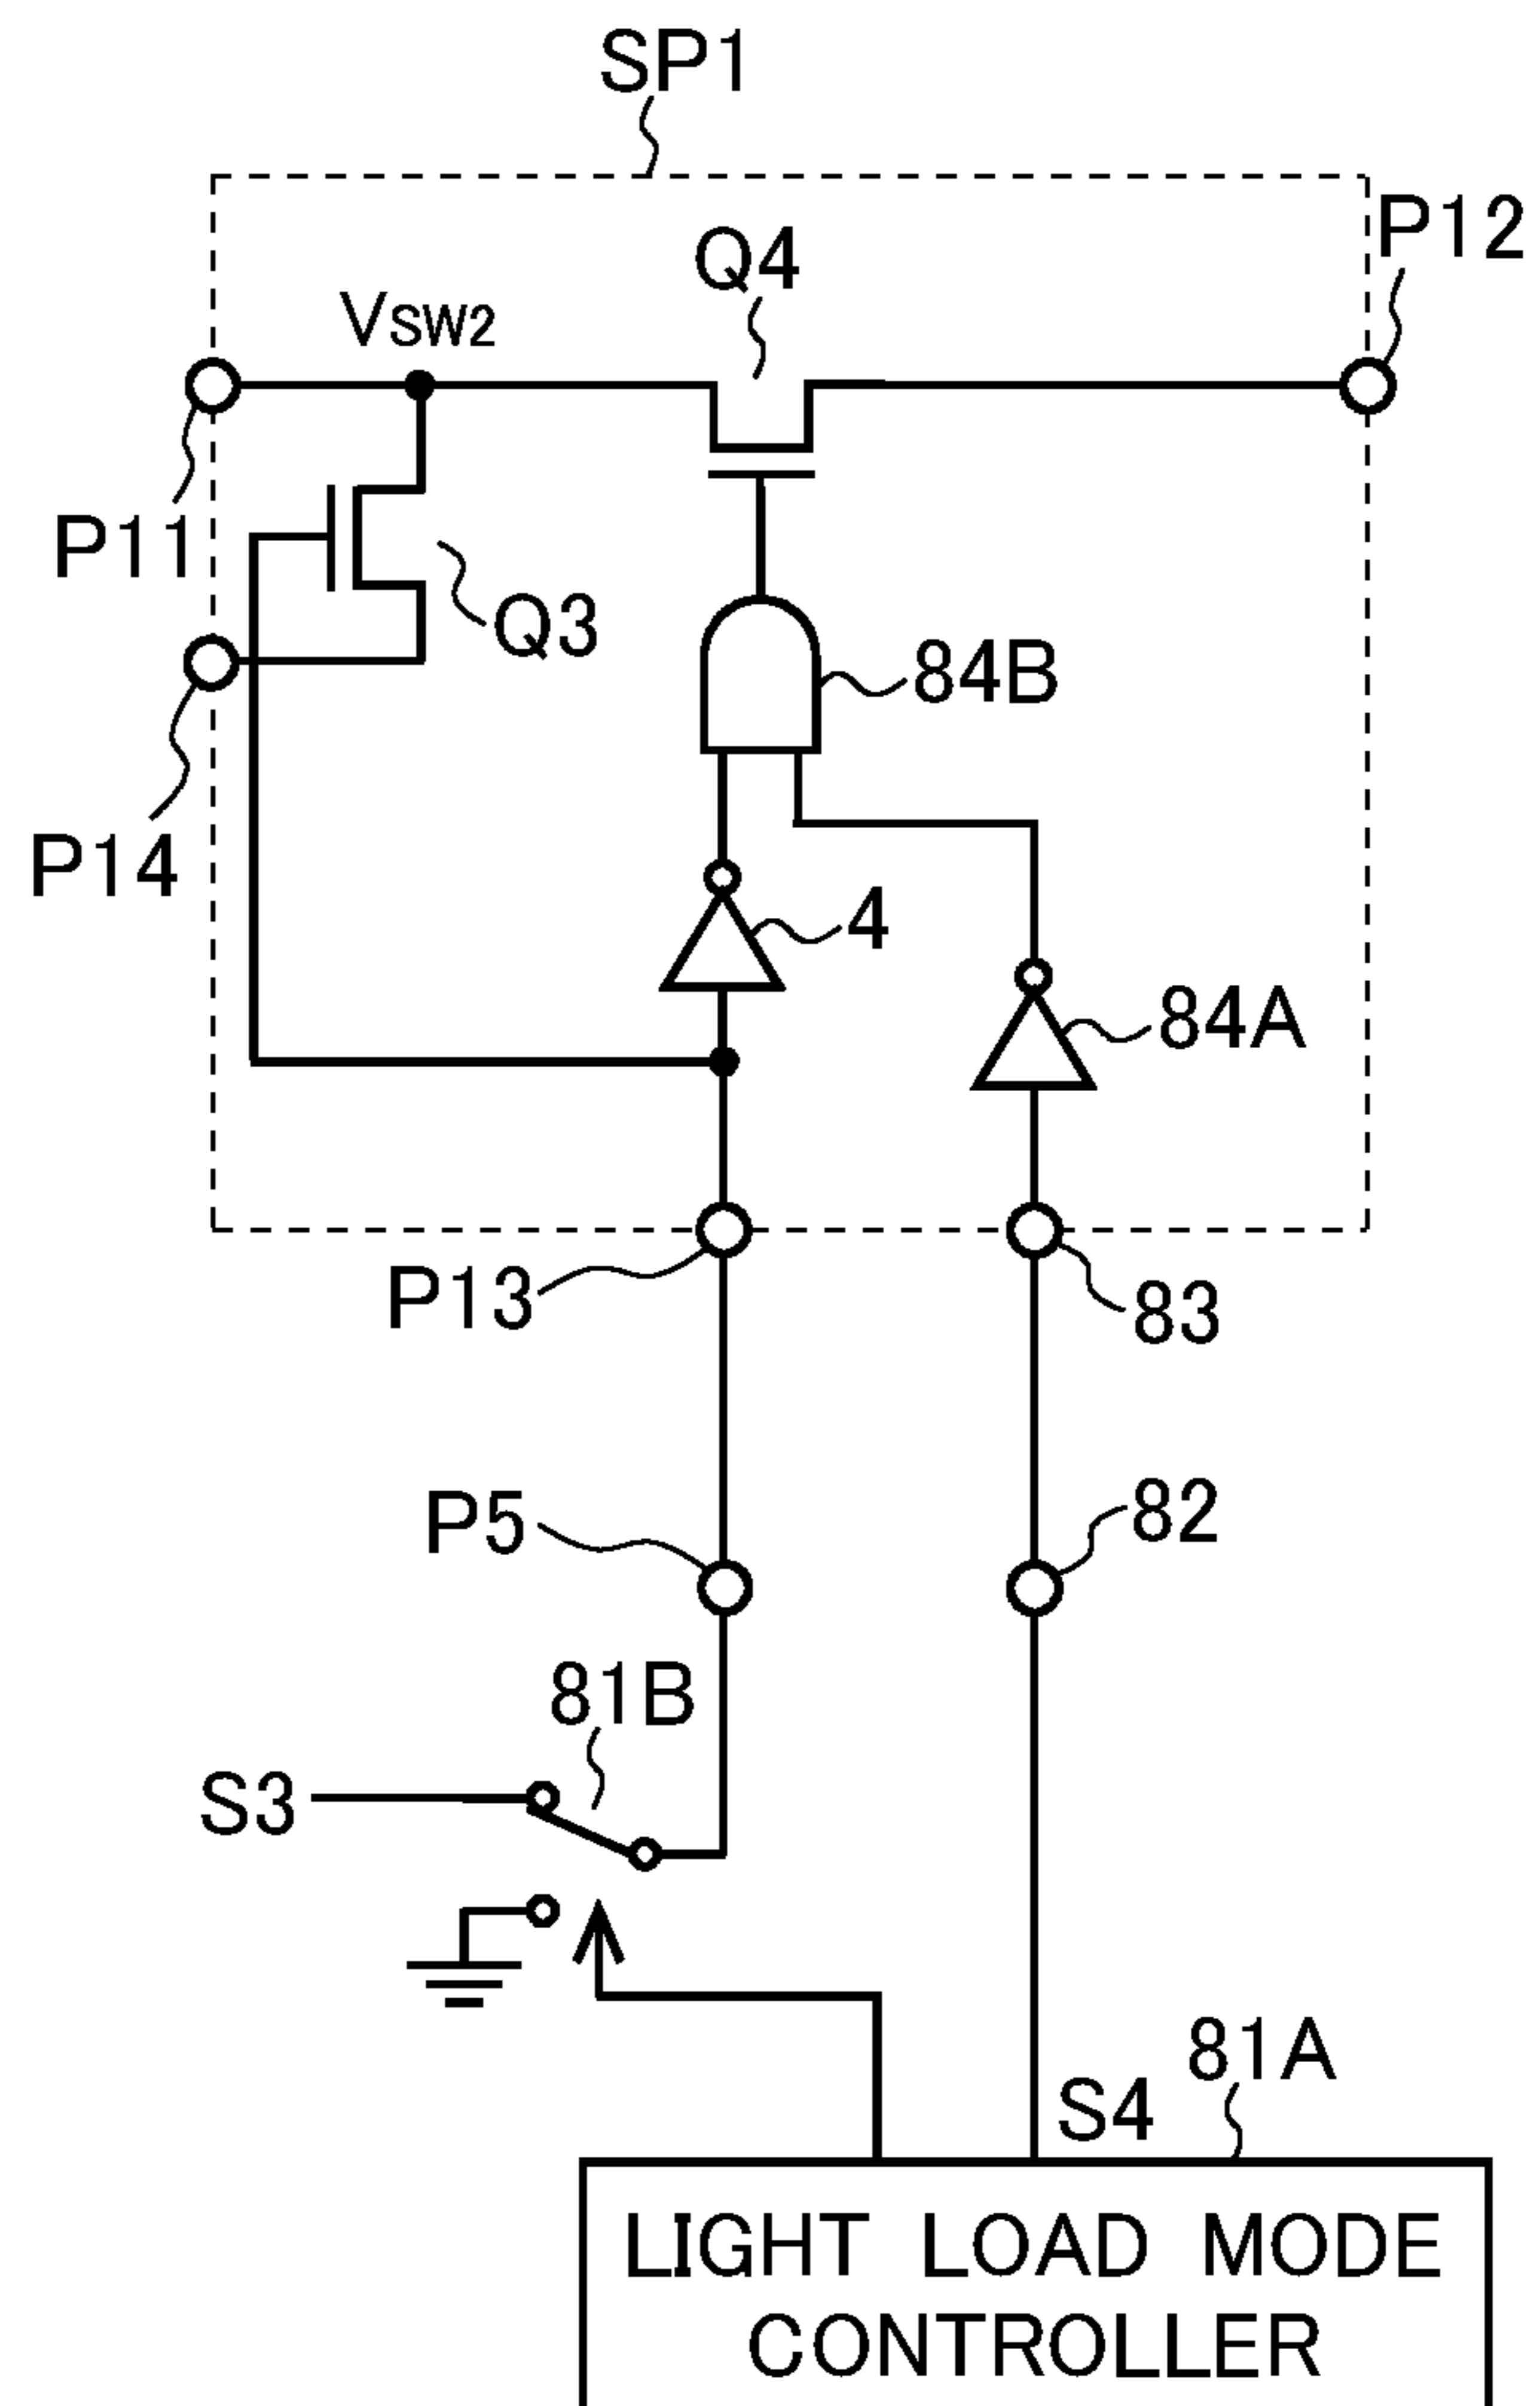 SP1
P12
Q4
VSW2
P11
Q3
84B
P14
4
84A
P13
83
P5
82
81B
S3
81A
S4
LIGHT LOAD MODE
CONTROLLER